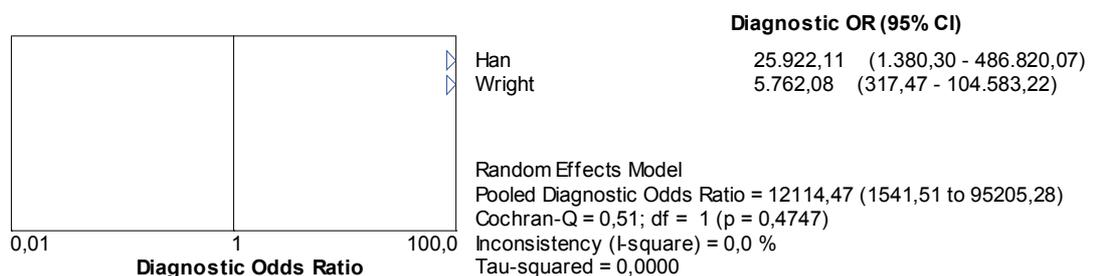 Diagnostic OR (95% CI)
Han 25.922,11 (1.380,30 - 486.820,07)
Wright 5.762,08 (317,47 - 104.583,22)
Random Effects Model
Pooled Diagnostic Odds Ratio = 12114,47 (1541,51 to 95205,28)
Cochran-Q = 0,51; df = 1 (p = 0,4747)
Inconsistency (I-square) = 0,0 %
Tau-squared = 0,0000
0,01 1 100,0
Diagnostic Odds Ratio